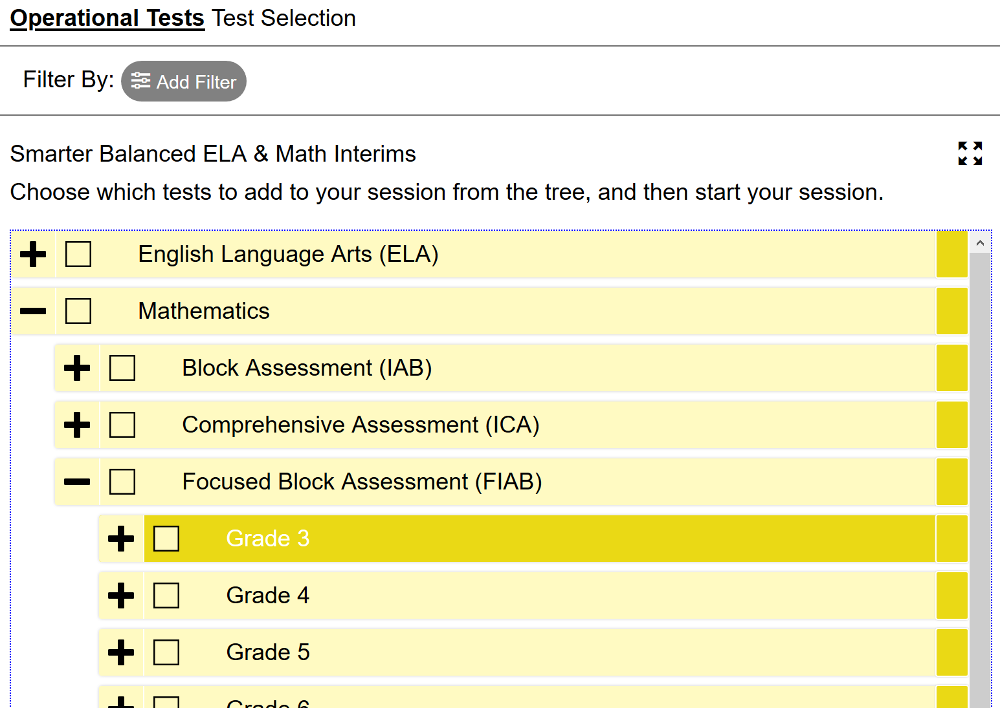 Operational Tests Test Selection
Filter By: Add Filter
Smarter Balanced ELA & Math Interims
Choose which tests to add to your session from the tree, and then start your session.
English Language Arts (ELA)
Mathematics
Block Assessment (IAB)
Comprehensive Assessment (ICA)
Focused Block Assessment (FIAB)
Grade 3
Grade 4
Grade 5
Grade 6